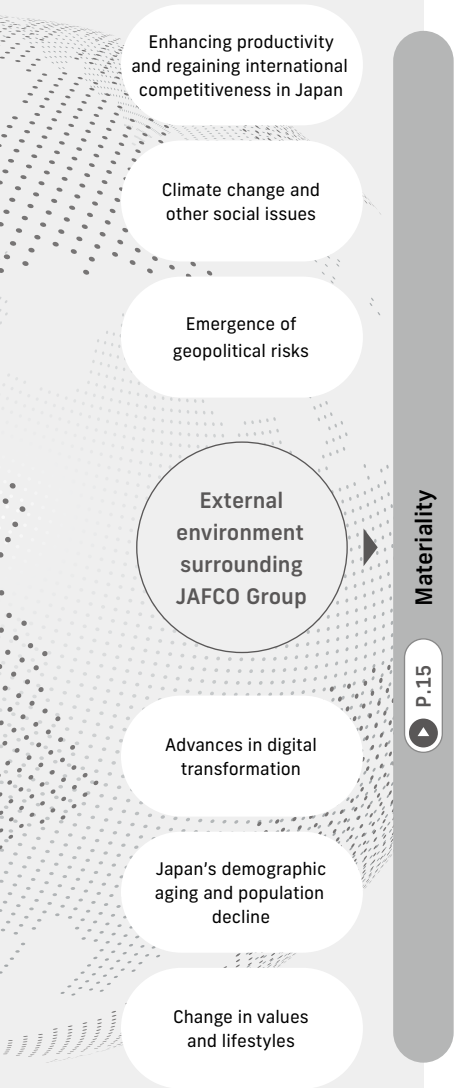 Enhancing productivity
and regaining international
competitiveness in Japan
Climate change and
other social issues
Emergence of
geopolitical risks
External
environment
surrounding
JAFCO Group
Advances in digital
transformation
Japan's demographic
aging and population
decline
Change in values
and lifestyles
Materiality
P.15